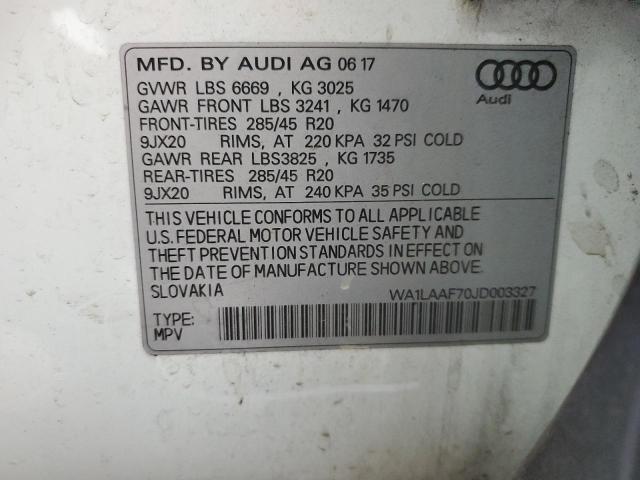 MFD. BY AUDI AG 06 17
GVWR LBS 6669 , KG 3025
GAWR FRONT LBS 3241 , KG 1470
FRONT-TIRES 285/45 R20
9JX20 RIMS, AT 220 KPA 32 PSI COLD
GAWR REAR LBS3825 , KG 1735
REAR-TIRES 285/45 R20
9JX20 RIMS, AT 240 KPA 35 PSI COLD
Audi
THIS VEHICLE CONFORMS TO ALL APPLICABLE
U.S. FEDERAL MOTOR VEHICLE SAFETY AND
THEFT PREVENTION STANDARDS IN EFFECT ON
THE DATE OF MANUFACTURE SHOWN ABOVE.
SLOVAKIA WA1LAAF70JD003327
TYPE:
MPV